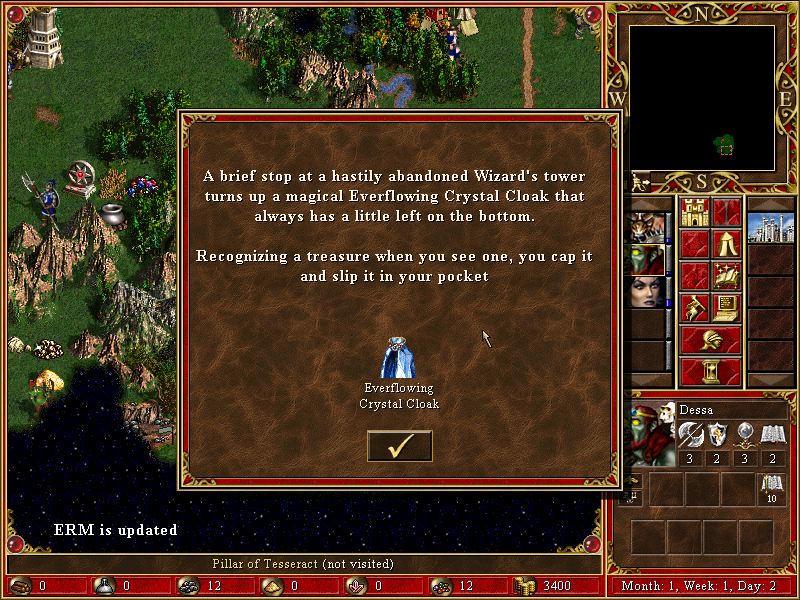 N
W
E
S
A brief stop at a hastily abandoned Wizard's tower
turns up a magical Everflowing Crystal Cloak that
always has a little left on the bottom.
Recognizing a treasure when you see one, you cap it
and slip it in your pocket
Everflowing
Crystal Cloak
Dessa
3 2 3 2
10
ERM is updated
Pillar of Tesseract (not visited)
0 0 12 0 0 12 3400
Month: 1, Week: 1, Day: 2